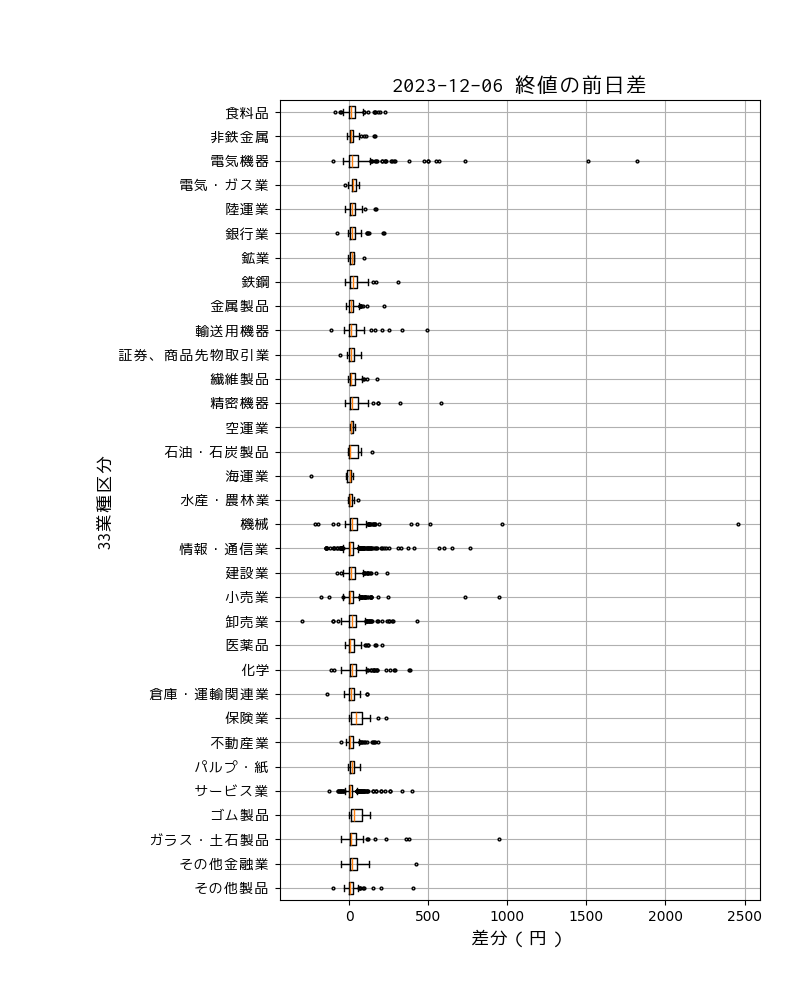 2023-12-06 終値の前日差
食料品
非鉄金属
電気機器
電気・ガス業
陸運業
銀行業
鉱業
鉄鋼
金属製品
輸送用機器
証券、商品先物取引業
繊維製品
精密機器
空運業
石油・石炭製品
海運業
水産・農林業
機械
情報・通信業
建設業
小売業
卸売業
医薬品
化学
倉庫・運輸関連業
保険業
不動産業
パルプ・紙
サービス業
ゴム製品
ガラス・土石製品
その他金融業
その他製品
33業種区分
0 500 1000 1500 2000 2500
差分（円）